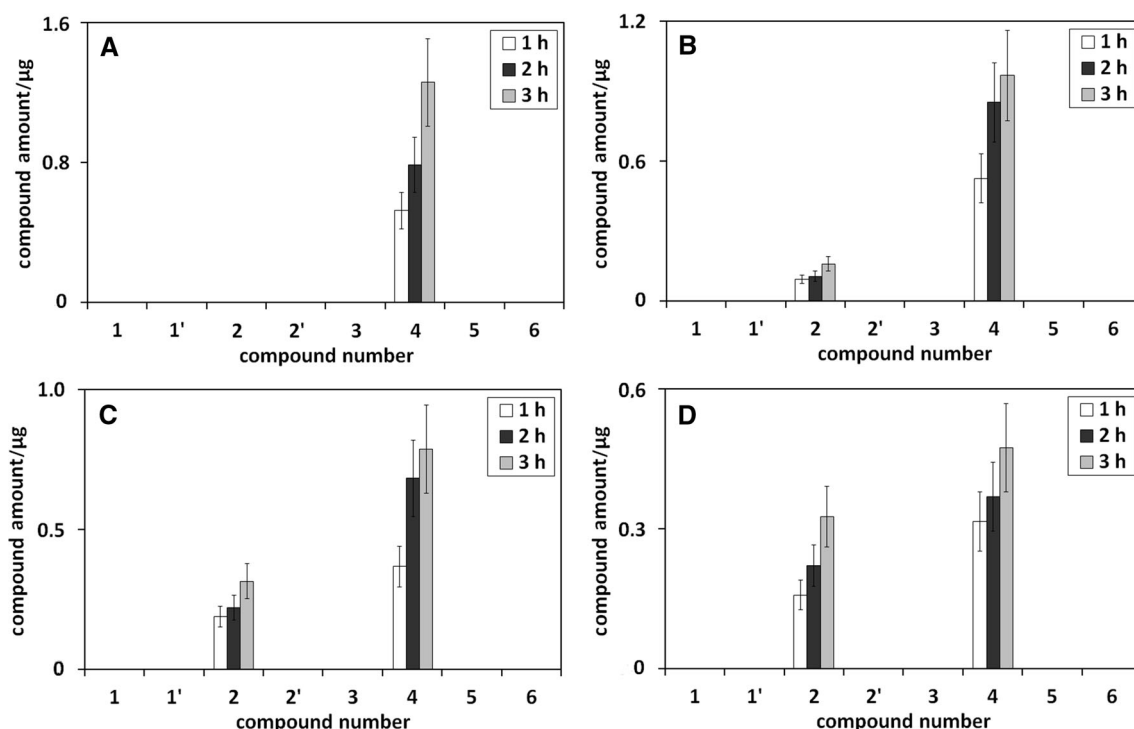 A
1.6
0.8
0
compound amount/µg
1 h
2 h
3 h
1 1' 2 2' 3 4 5 6
compound number
B
1.2
0.6
0
compound amount/µg
1 h
2 h
3 h
1 1' 2 2' 3 4 5 6
compound number
C
1.0
0.5
0
compound amount/µg
1 h
2 h
3 h
1 1' 2 2' 3 4 5 6
compound number
D
0.6
0.3
0
compound amount/µg
1 h
2 h
3 h
1 1' 2 2' 3 4 5 6
compound number